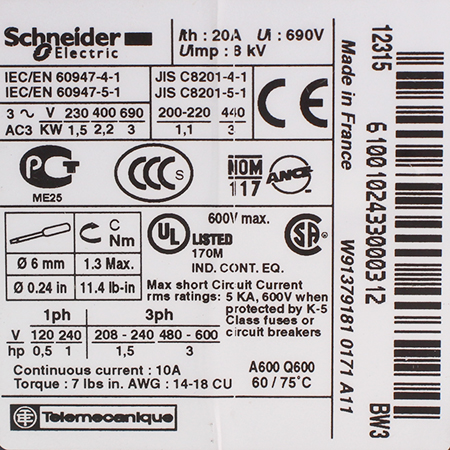 Schneider
Electric
Ith : 20A Ui : 690V
Uimp : 8 kV
IEC/EN 60947-4-1
IEC/EN 60947-5-1
JIS C8201-4-1
JIS C8201-5-1
3 ~ V 230 400 690
AC3 KW 1,5 2,2 3
200-220 440
1,1 3
CE
PCT
ME25
CCC S
NOM
117
ANCE
C
Nm
Ø 6 mm 1.3 Max.
Ø 0.24 in 11.4 lb-in
600V max.
UL LISTED
170M
SA
IND. CONT. EQ.
Max short Circuit Current
rms ratings: 5 KA, 600V when
protected by K-5
Class fuses or
circuit breakers
1ph 3ph
V 120 240 208 - 240 480 - 600
hp 0,5 1 1,5 3
Continuous current : 10A
Torque : 7 lbs in. AWG : 14-18 CU
A600 Q600
60 / 75°C
Telemecanique
12315
Made in France
6 100 1024330003 12
W91379181 0171 A11
BW3